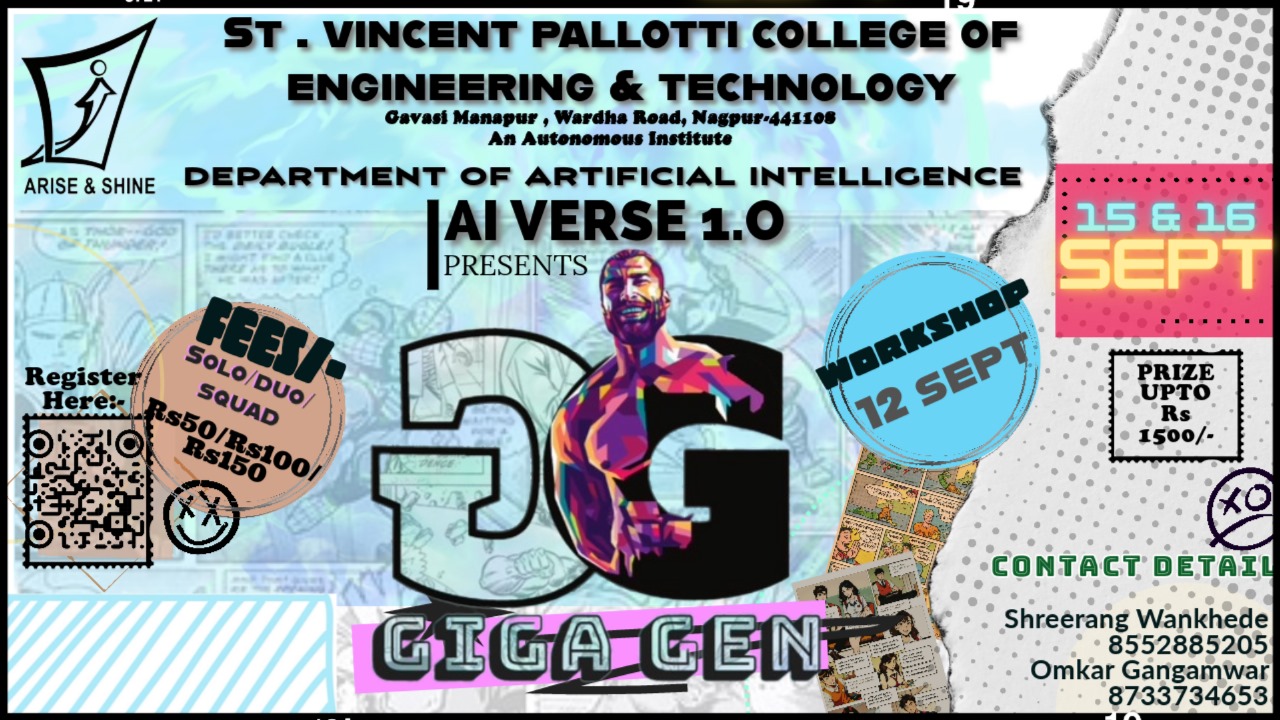 ST . VINCENT PALLOTTI COLLEGE OF
ENGINEERING & TECHNOLOGY
Gavasi Manapur , Wardha Road, Nagpur-441108
An Autonomous Institute
ARISE & SHINE
DEPARTMENT OF ARTIFICIAL INTELLIGENCE
AI VERSE 1.0
PRESENTS
15 & 16
SEPT
FEES/-
SOLO/DUO/
SQUAD
Rs50/Rs100/
Rs150
Register
Here:-
WORKSHOP
12 SEPT
PRIZE
UPTO
Rs
1500/-
GG
GIGA GEN
XO
CONTACT DETAIL
Shreerang Wankhede
8552885205
Omkar Gangamwar
8733734653